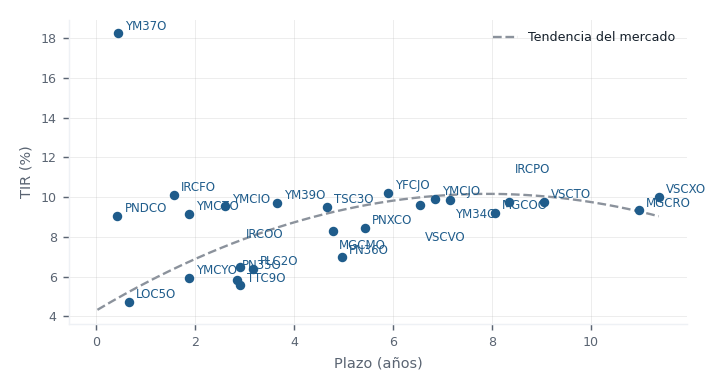 YM37O
18
Tendencia del mercado
16
14
12
IRCPO
IRCFO
YFCJO
YMCJO
VSCXO
10
YMCIO
YM39O
TSC3O
VSCTO
MGCRO
PNDCO
MGCOO
YM34O
PNXCO
8
IRCOO
VSCVO
MGCMO
PN36O
PLC2O
PN35O
6
YMCYO
TTC9O
LOC5O
4
TIR (%)
0
2
4
6
8
10
Plazo (años)